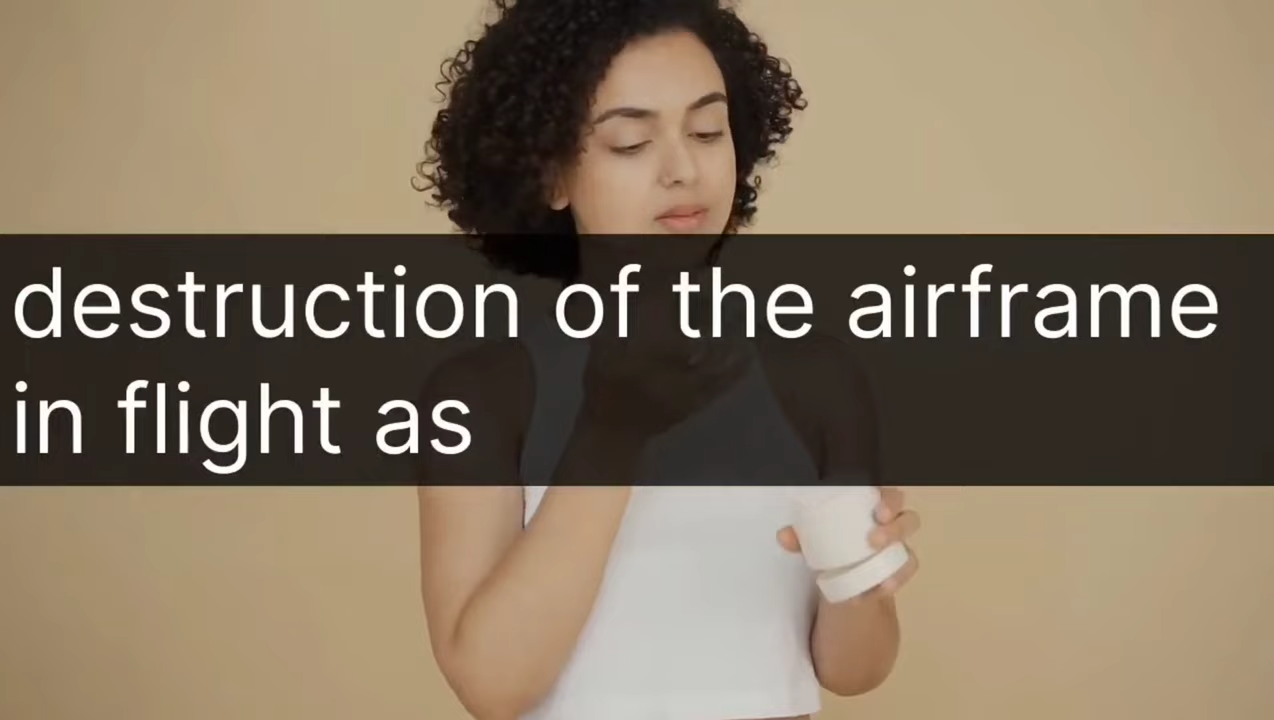 destruction of the airframe
in flight as